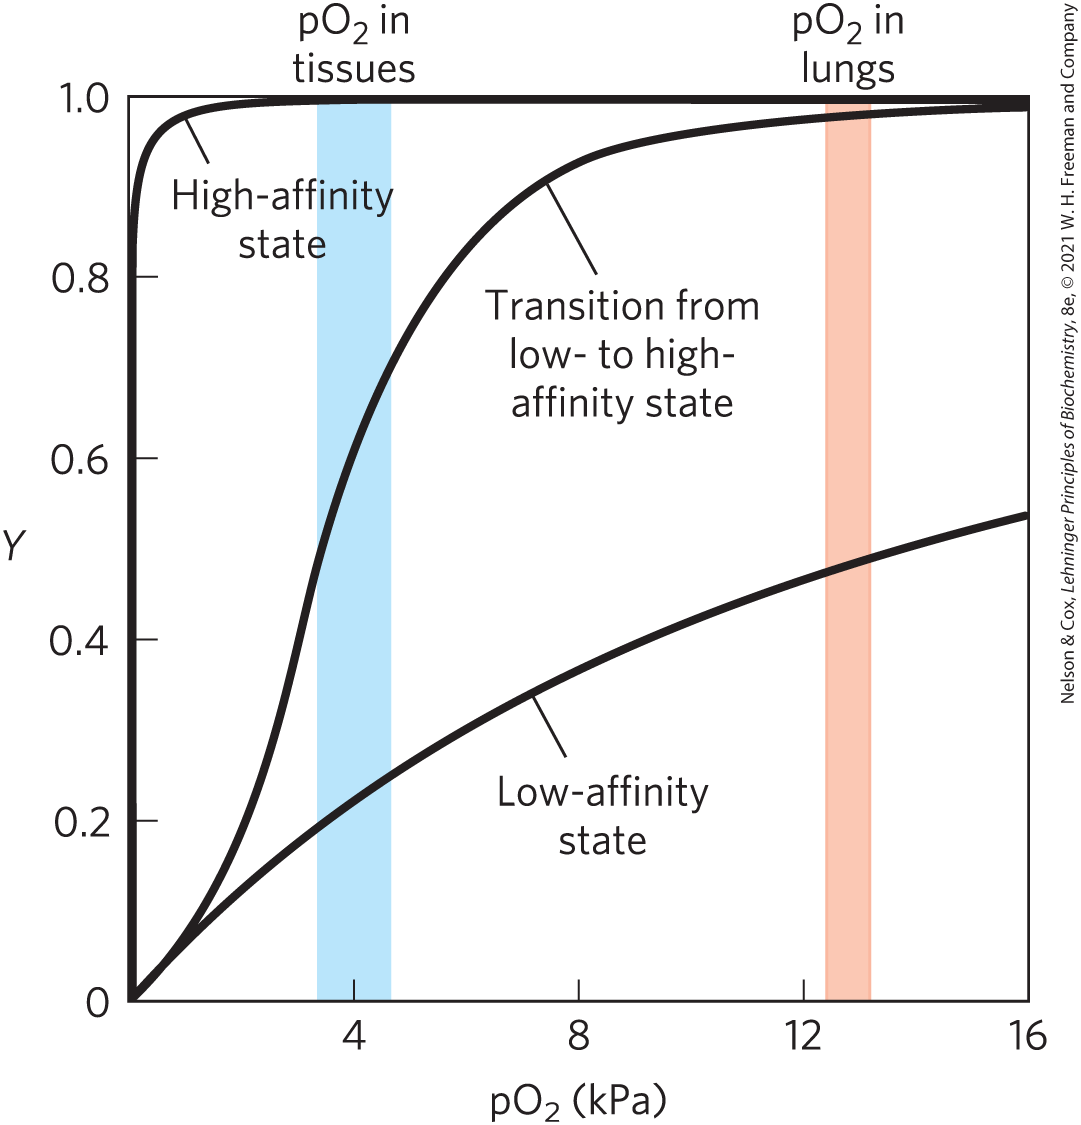 pO₂ in
tissues
pO₂ in
lungs
1.0
0.8
0.6
0.4
0.2
0
Y
High-affinity
state
Transition from
low- to high-
affinity state
Low-affinity
state
4
8
12
16
pO₂ (kPa)
Nelson & Cox, Lehninger Principles of Biochemistry, 8e, © 2021 W. H. Freeman and Company